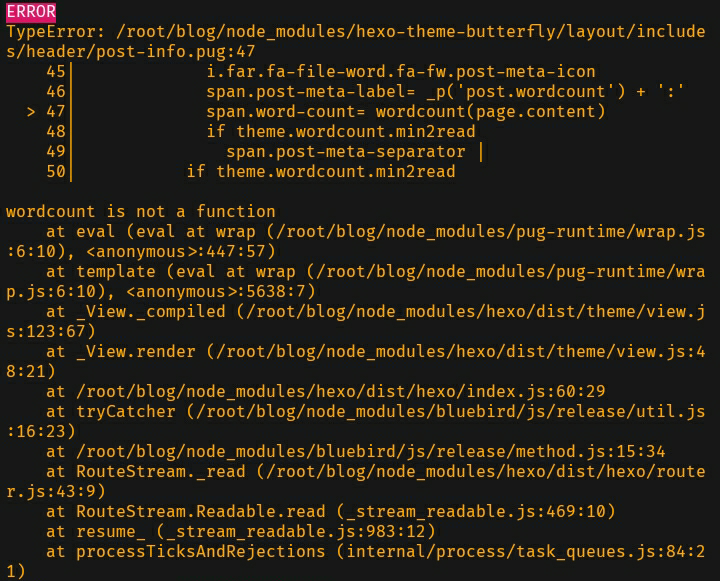 ERROR
TypeError: /root/blog/node_modules/hexo-theme-butterfly/layout/include
s/header/post-info.pug:47
    45|             i.far.fa-file-word.fa-fw.post-meta-icon
    46|             span.post-meta-label= _p('post.wordcount') + ':'
  > 47|             span.word-count= wordcount(page.content)
    48|             if theme.wordcount.min2read
    49|               span.post-meta-separator |
    50|           if theme.wordcount.min2read

wordcount is not a function
    at eval (eval at wrap (/root/blog/node_modules/pug-runtime/wrap.js
:6:10), <anonymous>:447:57)
    at template (eval at wrap (/root/blog/node_modules/pug-runtime/wra
p.js:6:10), <anonymous>:5638:7)
    at _View._compiled (/root/blog/node_modules/hexo/dist/theme/view.j
s:123:67)
    at _View.render (/root/blog/node_modules/hexo/dist/theme/view.js:4
8:21)
    at /root/blog/node_modules/hexo/dist/hexo/index.js:60:29
    at tryCatcher (/root/blog/node_modules/bluebird/js/release/util.js
:16:23)
    at /root/blog/node_modules/bluebird/js/release/method.js:15:34
    at RouteStream._read (/root/blog/node_modules/hexo/dist/hexo/route
r.js:43:9)
    at RouteStream.Readable.read (_stream_readable.js:469:10)
    at resume_ (_stream_readable.js:983:12)
    at processTicksAndRejections (internal/process/task_queues.js:84:2
1)